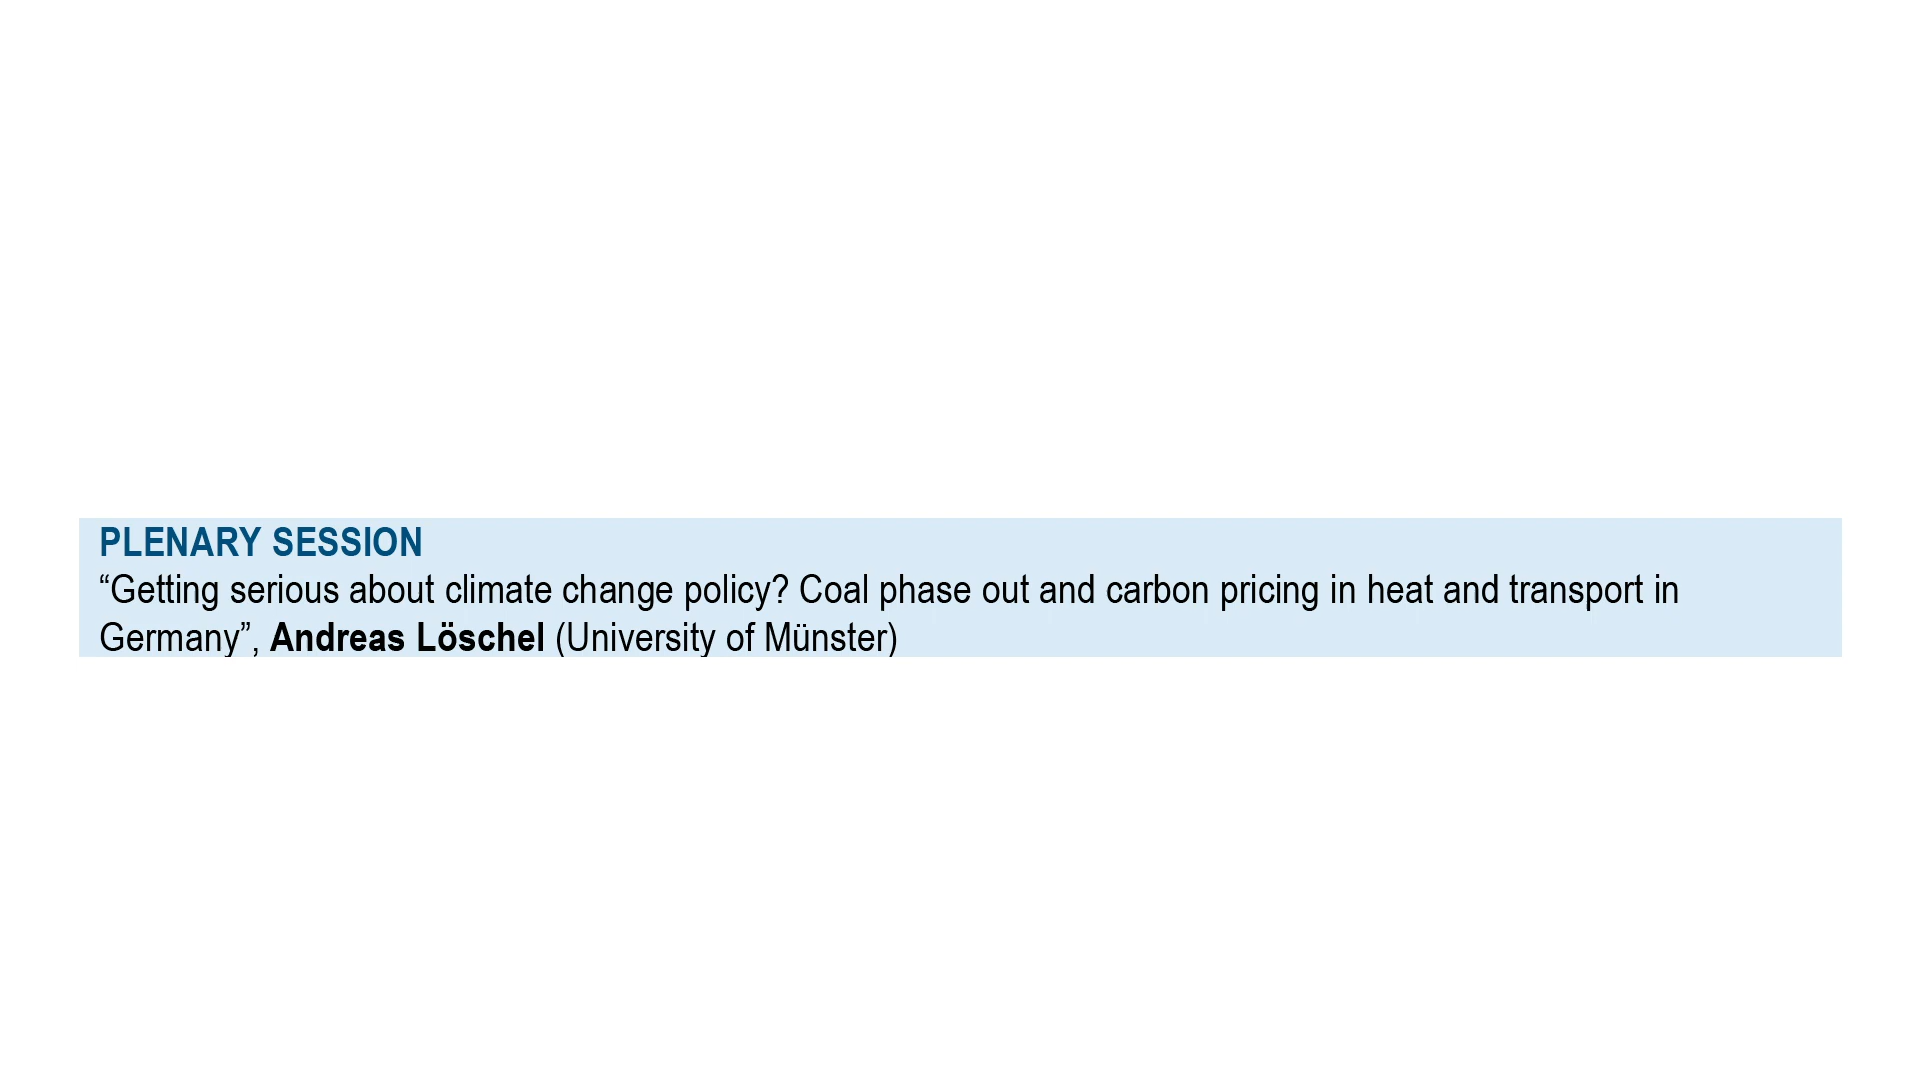 PLENARY SESSION
“Getting serious about climate change policy? Coal phase out and carbon pricing in heat and transport in
Germany”, Andreas Löschel (University of Münster)